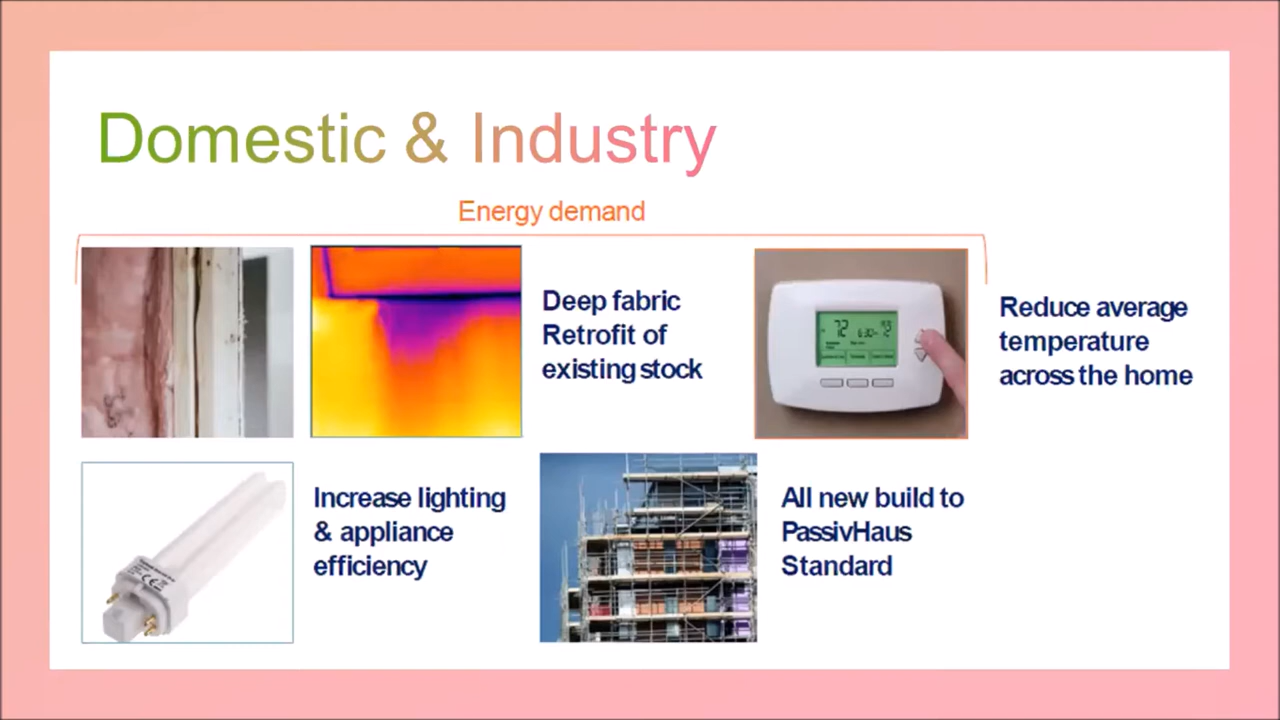 Domestic & Industry
Energy demand
Deep fabric
Retrofit of
existing stock
72
Reduce average
temperature
across the home
Increase lighting
& appliance
efficiency
All new build to
PassivHaus
Standard